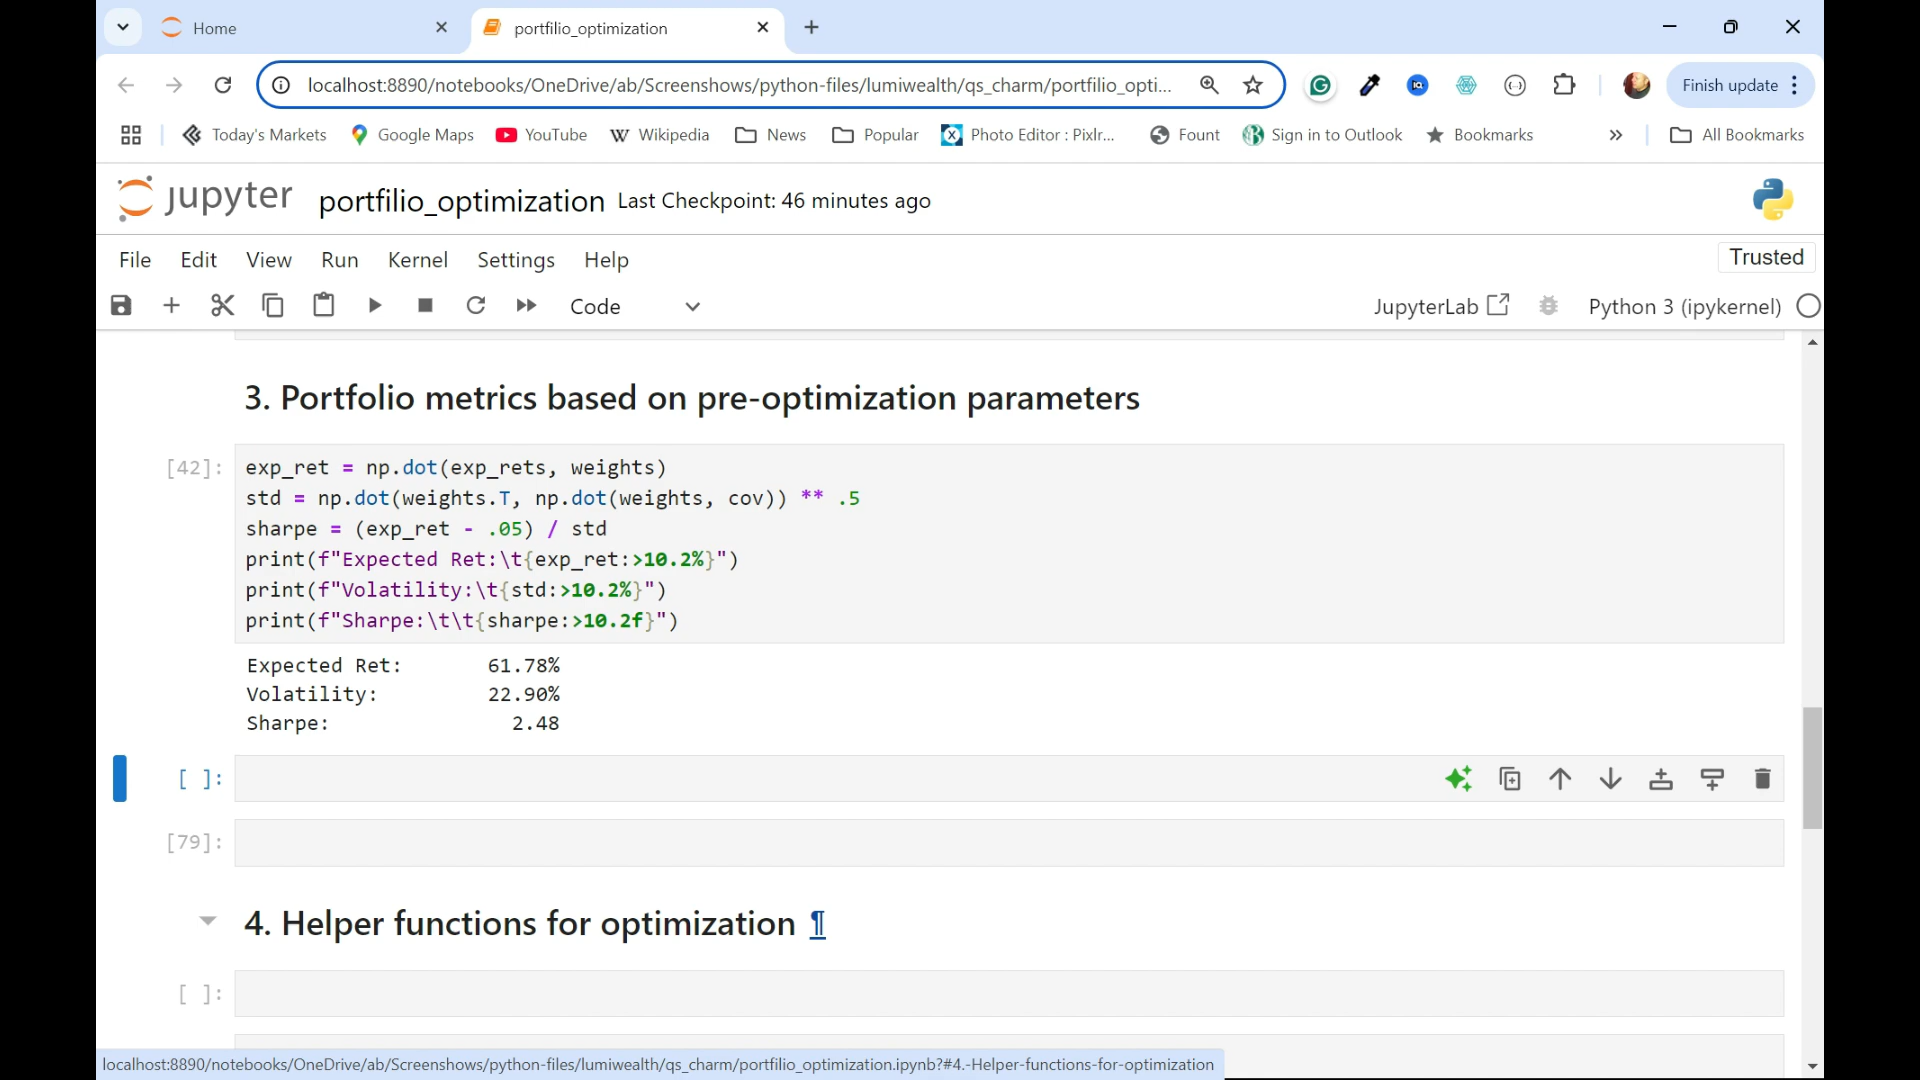 Home
portfilio_optimization
localhost:8890/notebooks/OneDrive/ab/Screenshows/python-files/lumiwealth/qs_charm/portfilio_opti...
Finish update
Today's Markets
Google Maps
YouTube
Wikipedia
News
Popular
Photo Editor : Pixlr...
Fount
Sign in to Outlook
Bookmarks
»
All Bookmarks
jupyter portfilio_optimization Last Checkpoint: 46 minutes ago
File Edit View Run Kernel Settings Help
Trusted
Code
JupyterLab
Python 3 (ipykernel)
3. Portfolio metrics based on pre-optimization parameters
[42]:
exp_ret = np.dot(exp_rets, weights)
std = np.dot(weights.T, np.dot(weights, cov)) ** .5
sharpe = (exp_ret - .05) / std
print(f"Expected Ret:\t{exp_ret:>10.2%}")
print(f"Volatility:\t{std:>10.2%}")
print(f"Sharpe:\t\t{sharpe:>10.2f}")
Expected Ret: 61.78%
Volatility: 22.90%
Sharpe: 2.48
[ ]:
[79]:
4. Helper functions for optimization ¶
[ ]:
localhost:8890/notebooks/OneDrive/ab/Screenshows/python-files/lumiwealth/qs_charm/portfilio_optimization.ipynb?#4.-Helper-functions-for-optimization